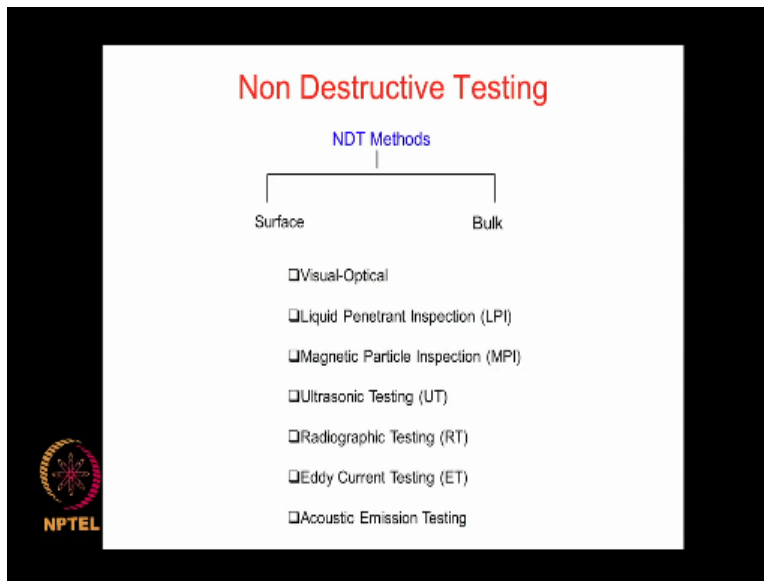 Non Destructive Testing
NDT Methods
Surface Bulk
❑Visual-Optical
❑Liquid Penetrant Inspection (LPI)
❑Magnetic Particle Inspection (MPI)
❑Ultrasonic Testing (UT)
❑Radiographic Testing (RT)
❑Eddy Current Testing (ET)
❑Acoustic Emission Testing
NPTEL